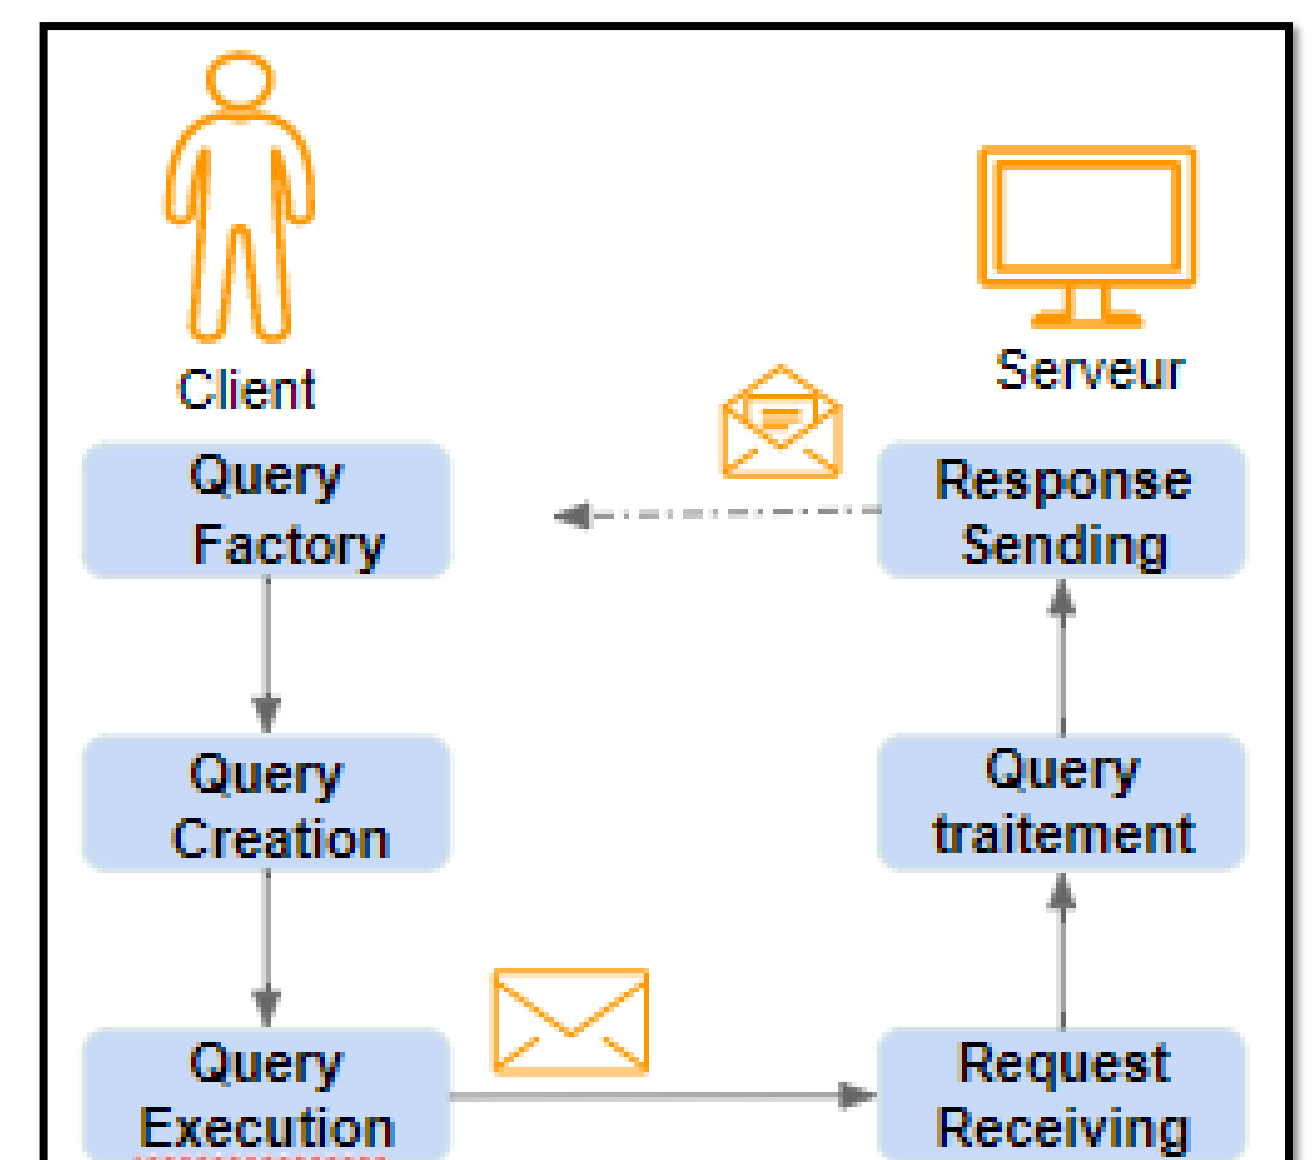 Client
Serveur
Query
Factory
Response
Sending
Query
Creation
Query
traitement
Query
Execution
Request
Receiving